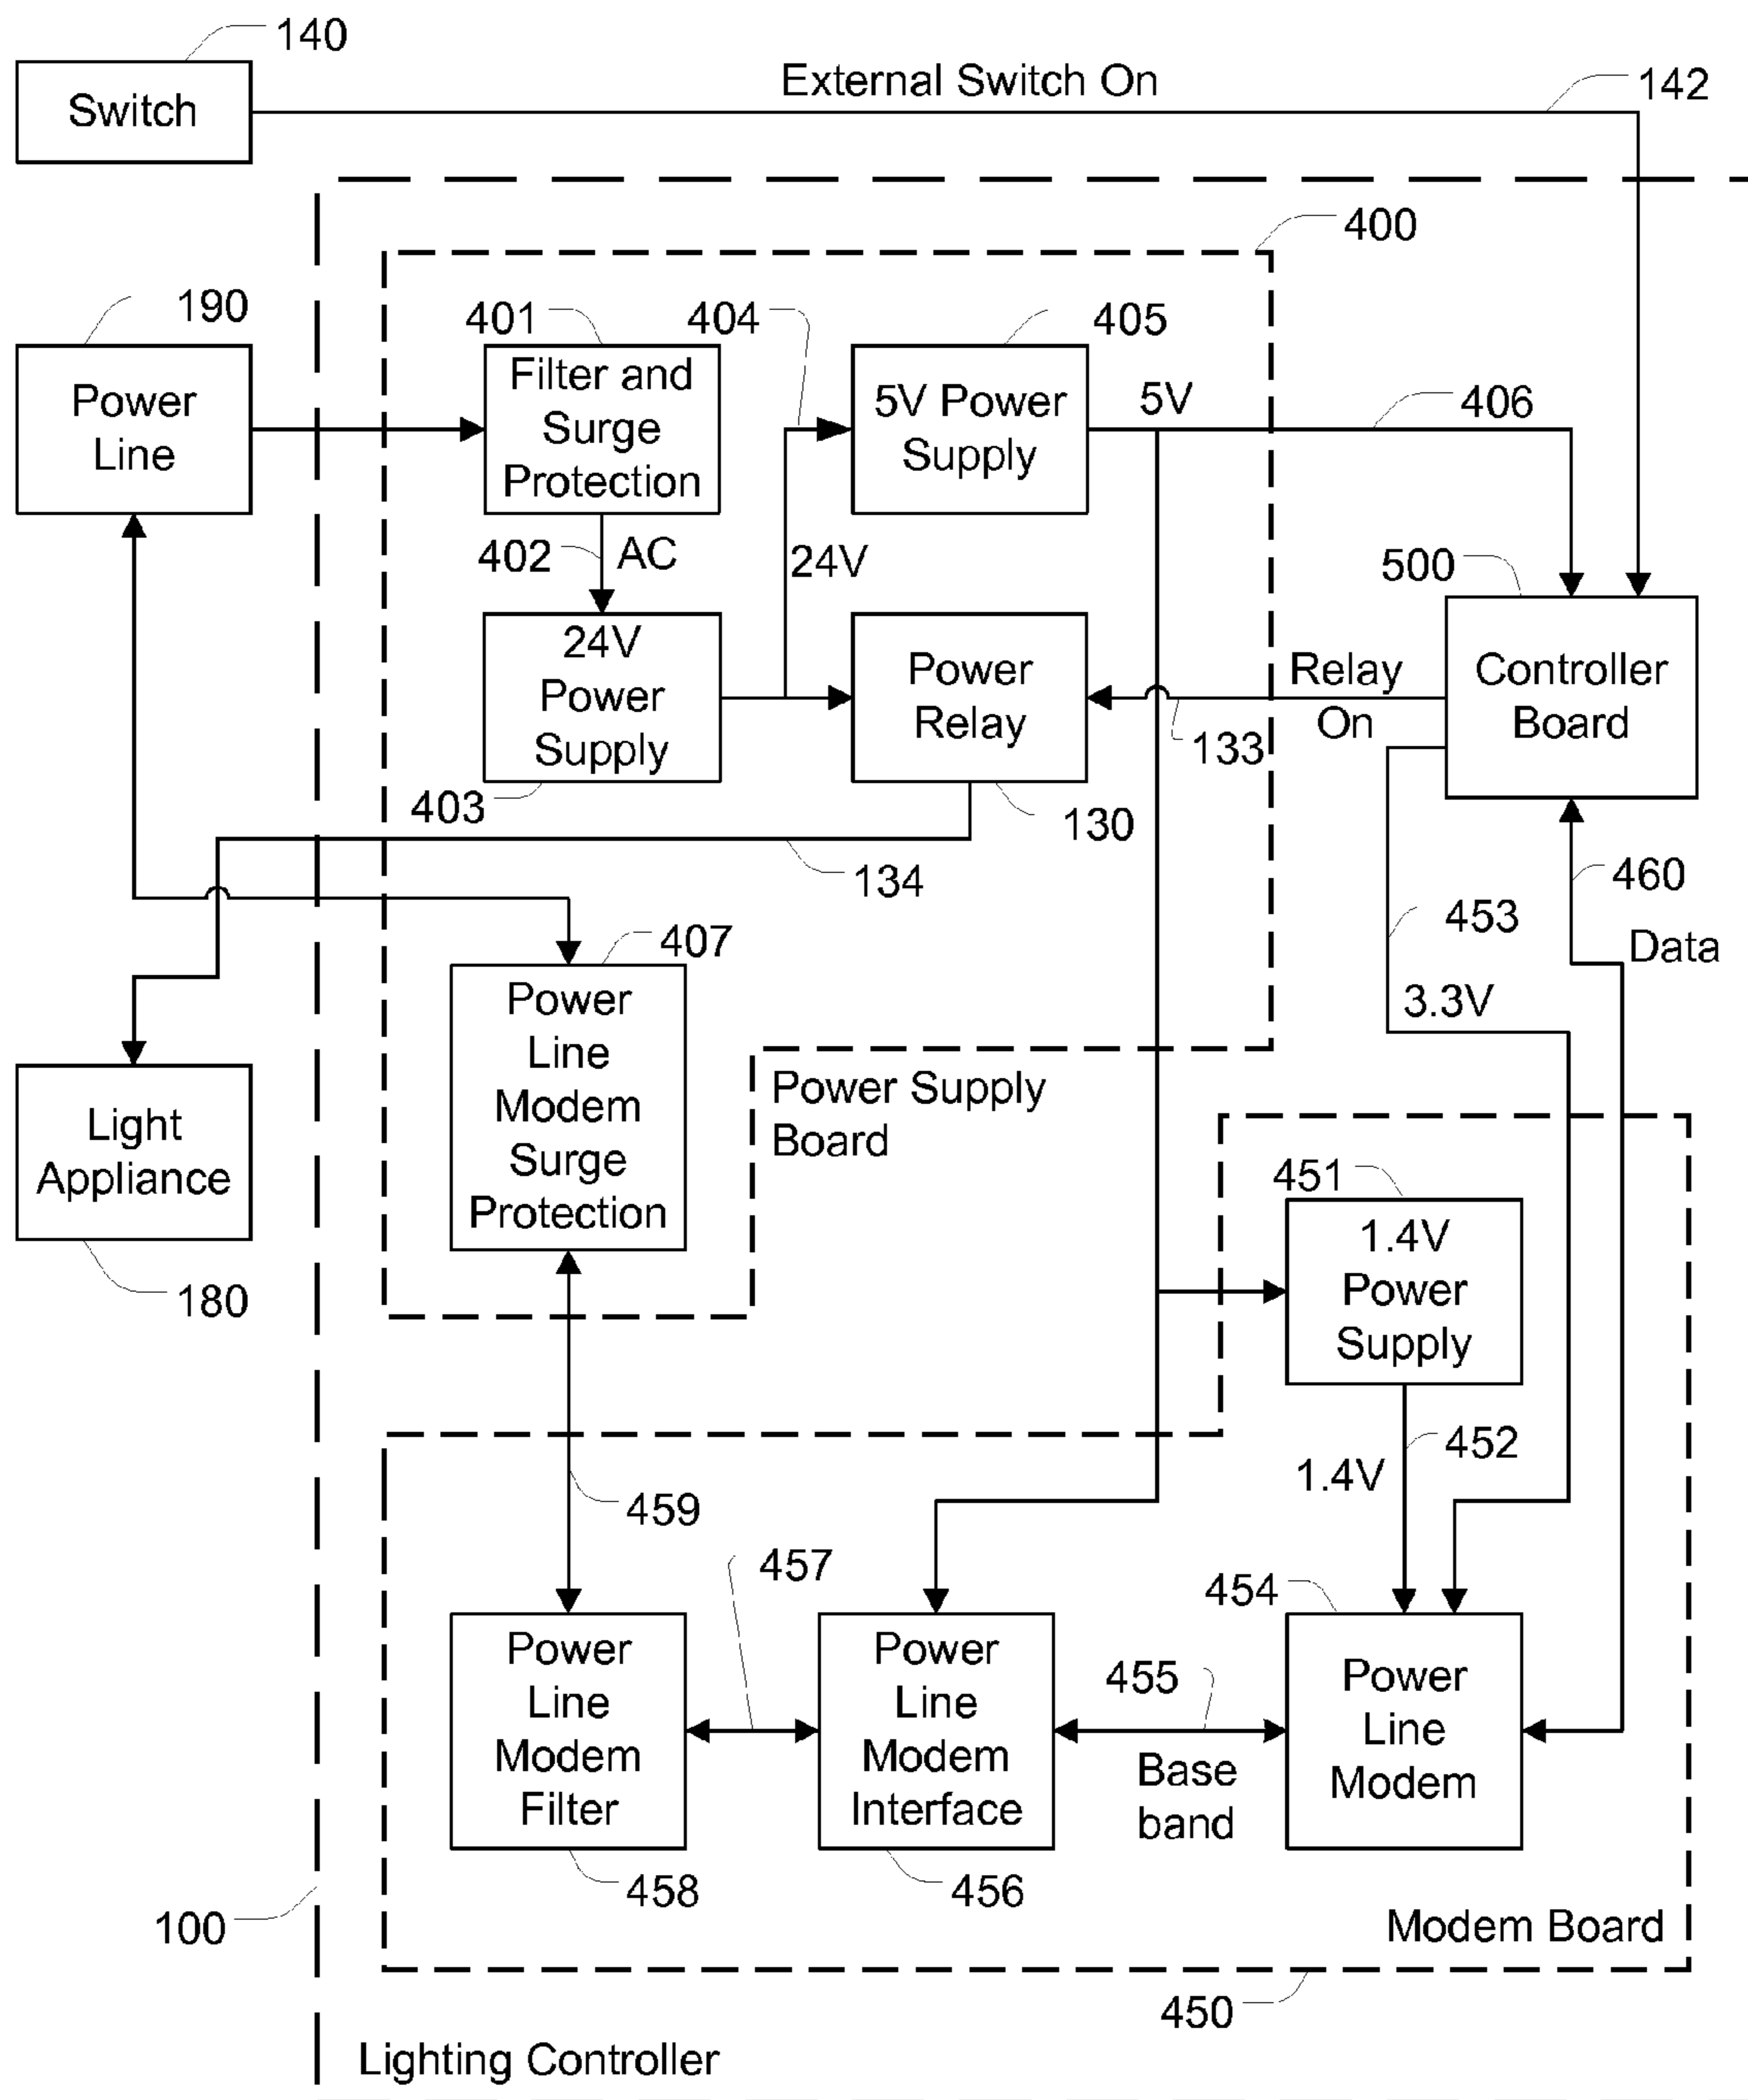 140
Switch
External Switch On
142
400
190
Power
Line
401
Filter and
Surge
Protection
404
405
5V Power
Supply
5V
406
402
AC
24V
500
24V
Power
Supply
403
Power
Relay
130
Relay
On
133
Controller
Board
134
460
453
Data
3.3V
407
Power
Line
Modem
Surge
Protection
Power Supply
Board
Light
Appliance
180
451
1.4V
Power
Supply
452
1.4V
459
457
454
Power
Line
Modem
Filter
458
Power
Line
Modem
Interface
456
455
Base
band
Power
Line
Modem
100
Modem Board
450
Lighting Controller